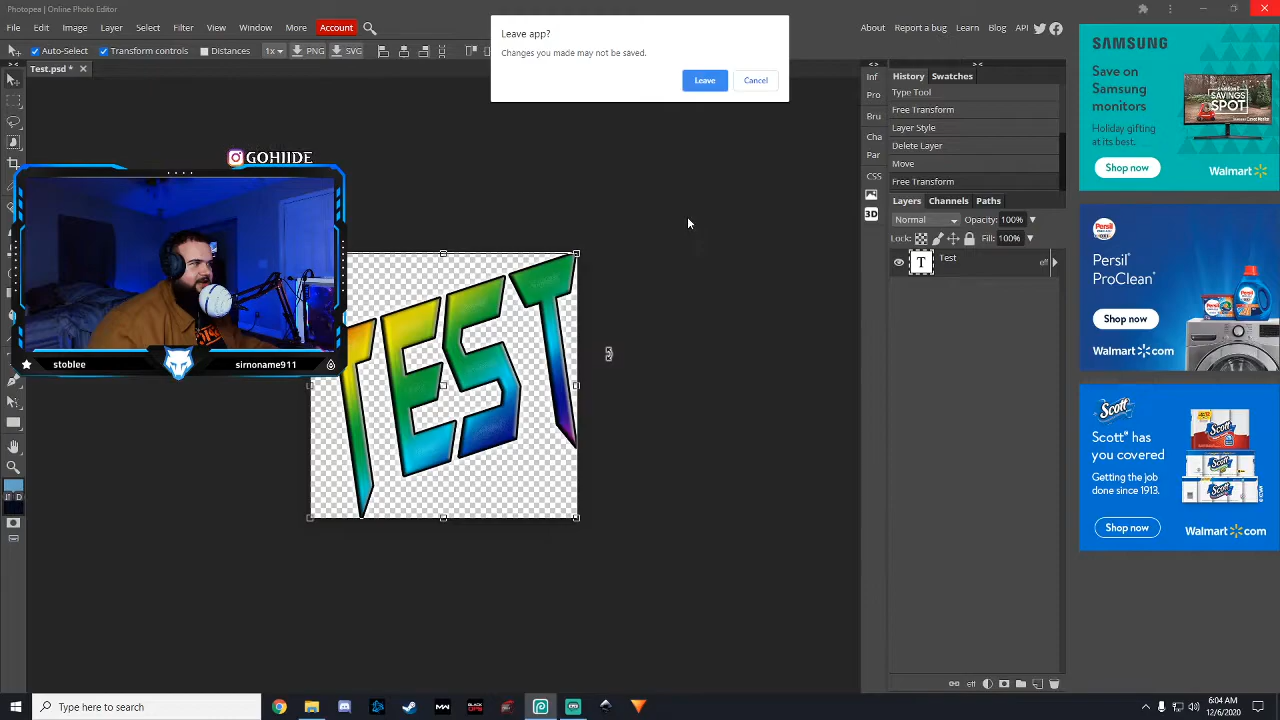 Photopea | Online Photo Editor
File Edit Image Layer Select Filter View Window More Account
About Report a bug Learn Blog API
Auto-Select Transform controls Distances 1x PNG SVG
Leave app?
Changes you made may not be saved.
Leave Cancel
Test.psd *
GOHIIDE
stoblee sirnoname911
TEST
Inf
Pro
Bru
Cha
Par
CSS
3D
History Swatches
Type Tool
Free Transform
Layer Style
Delete Layer
Move
Free Transform
Layers Channels Paths
Normal Opacity: 100%
Lock: Fill: 100%
T Test eff
SAMSUNG
Save on
Samsung
monitors
Holiday gifting
at its best.
SAVINGS
SPOT
Shop now Walmart
Persil
Persil®
ProClean®
Shop now
Walmart.com
Scott
Scott™ has
you covered
Getting the job
done since 1913.
Shop now
Walmart.com
Type here to search
6:04 AM
12/6/2020